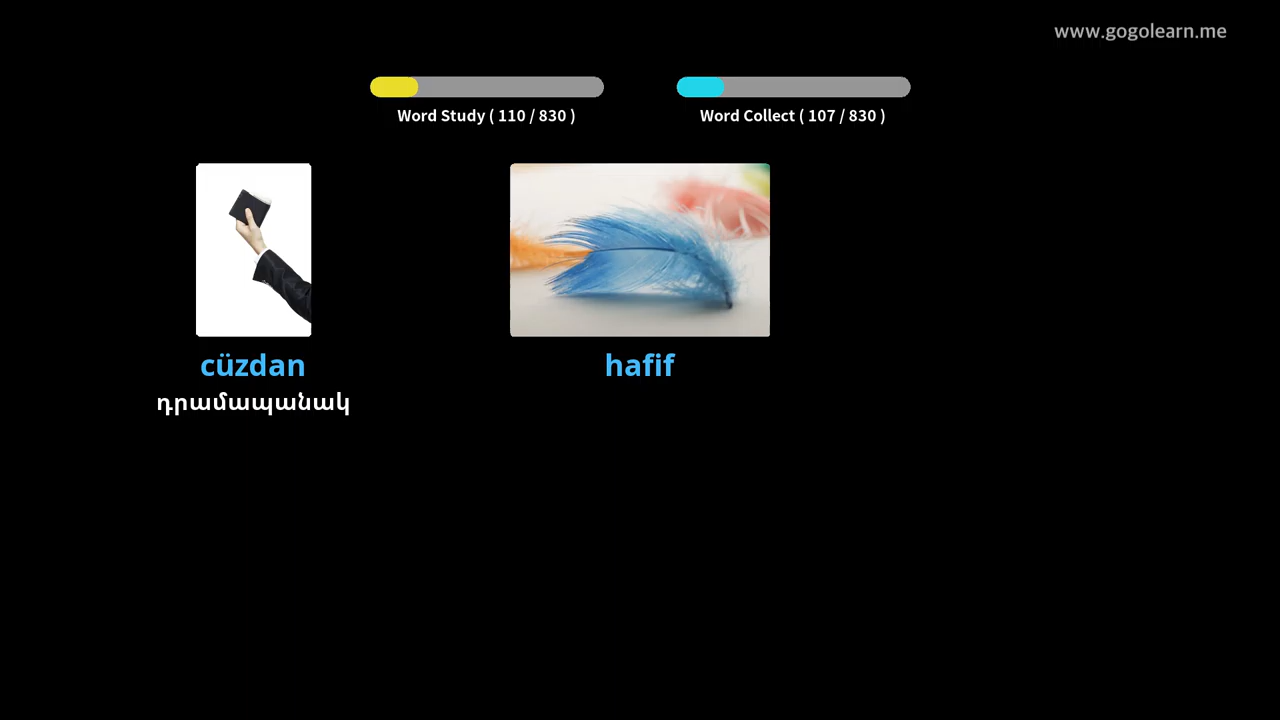 www.gogolearn.me
Word Study ( 110 / 830 )
Word Collect ( 107 / 830 )
cüzdan
դրամապանակ
hafif